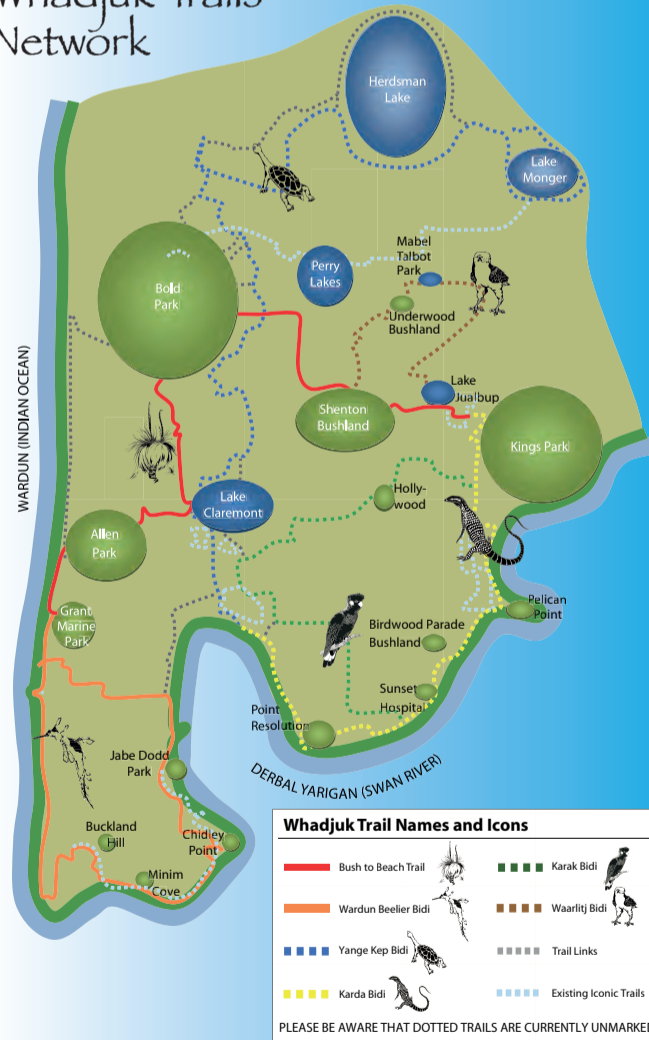 Whadjuk Trails
Network
Herdsman
Lake
Lake
Monger
Mabel
Talbot
Park
Perry
Lakes
Bold
Park
Underwood
Bushland
WARDUN (INDIAN OCEAN)
Lake
Jualbup
Shenton
Bushland
Kings Park
Holly-
wood
Lake
Claremont
Allen
Park
Grant
Marine
Park
Pelican
Point
Birdwood Parade
Bushland
Sunset
Hospital
Point
Resolution
Jabe Dodd
Park
DERBAL YARIGAN (SWAN RIVER)
Buckland
Hill
Chidley
Point
Minim
Cove
Whadjuk Trail Names and Icons
Bush to Beach Trail
Karak Bidi
Wardun Beelier Bidi
Waarlitj Bidi
Yange Kep Bidi
Trail Links
Karda Bidi
Existing Iconic Trails
PLEASE BE AWARE THAT DOTTED TRAILS ARE CURRENTLY UNMARKED